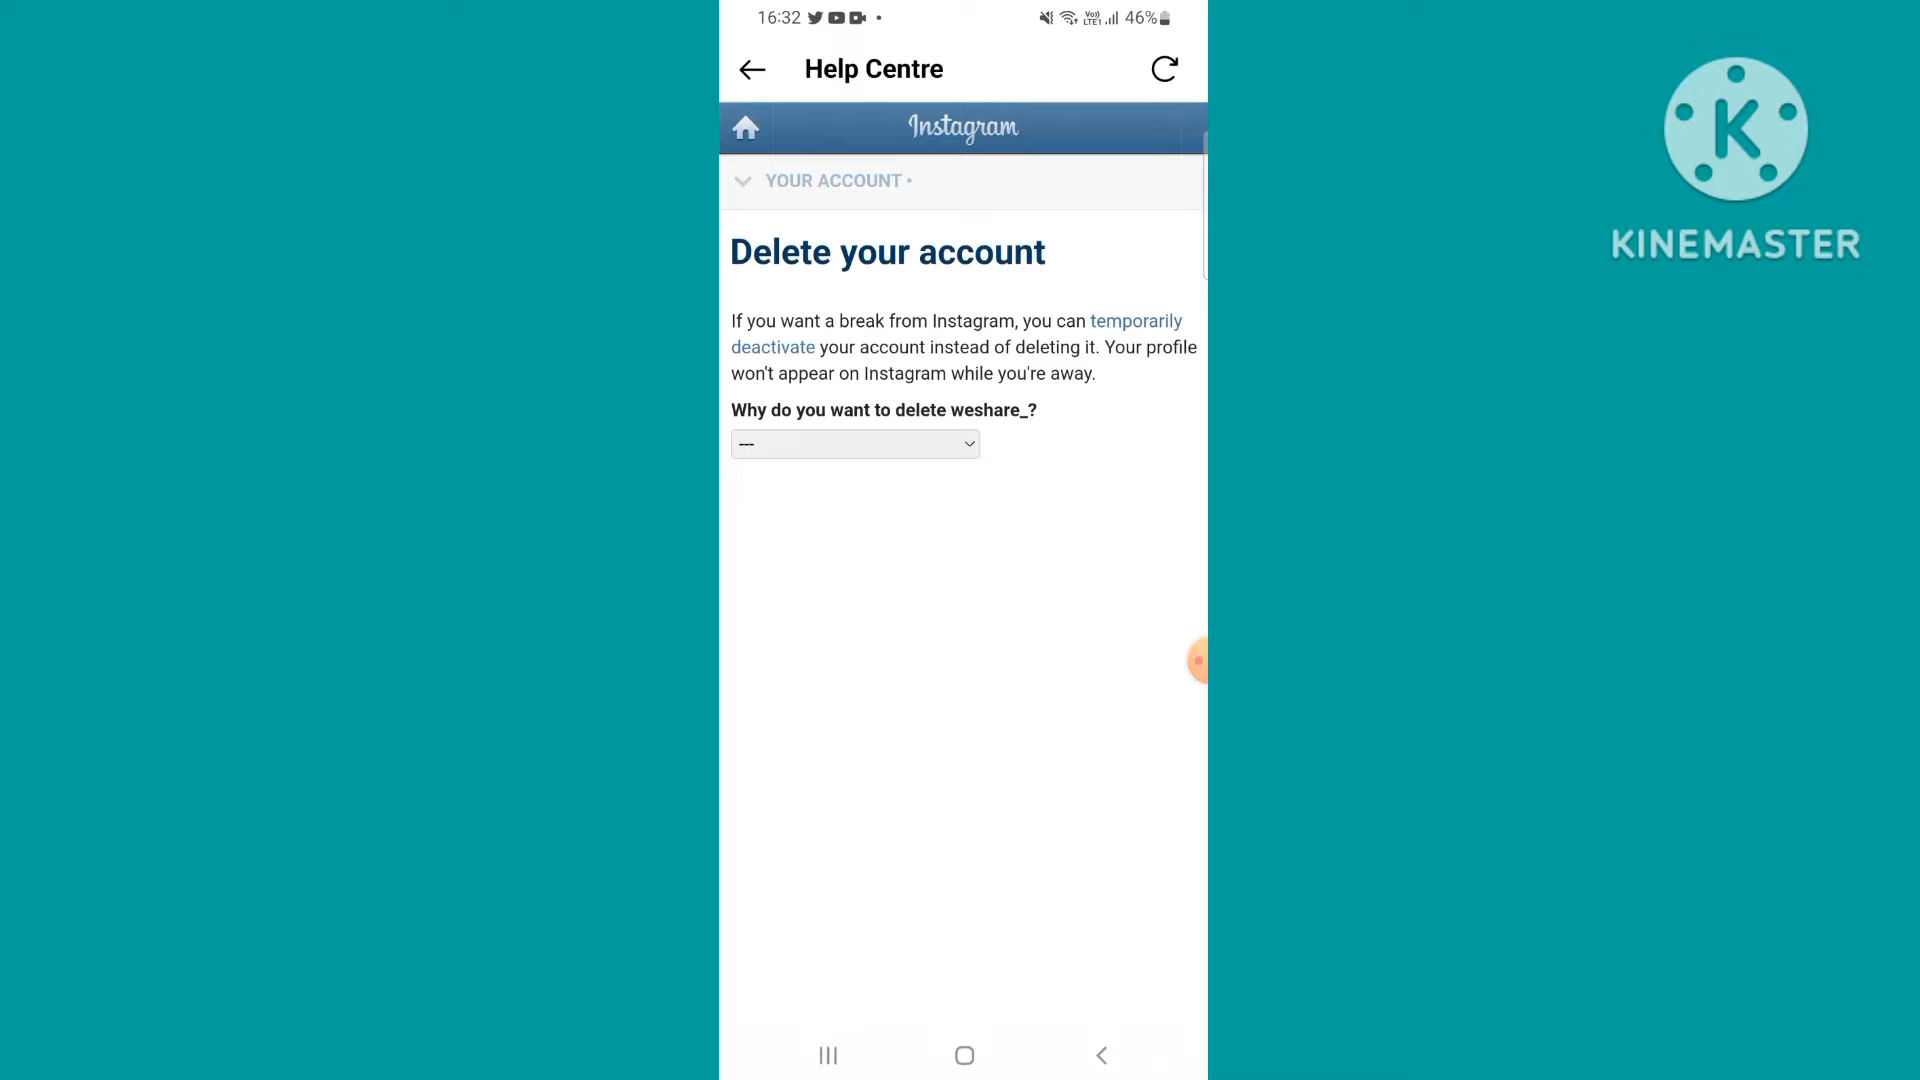 16:32
Vo)) LTE1 46%
Help Centre
Instagram
YOUR ACCOUNT •
Delete your account
If you want a break from Instagram, you can temporarily
deactivate your account instead of deleting it. Your profile
won't appear on Instagram while you're away.
Why do you want to delete weshare_?
---
K
KINEMASTER